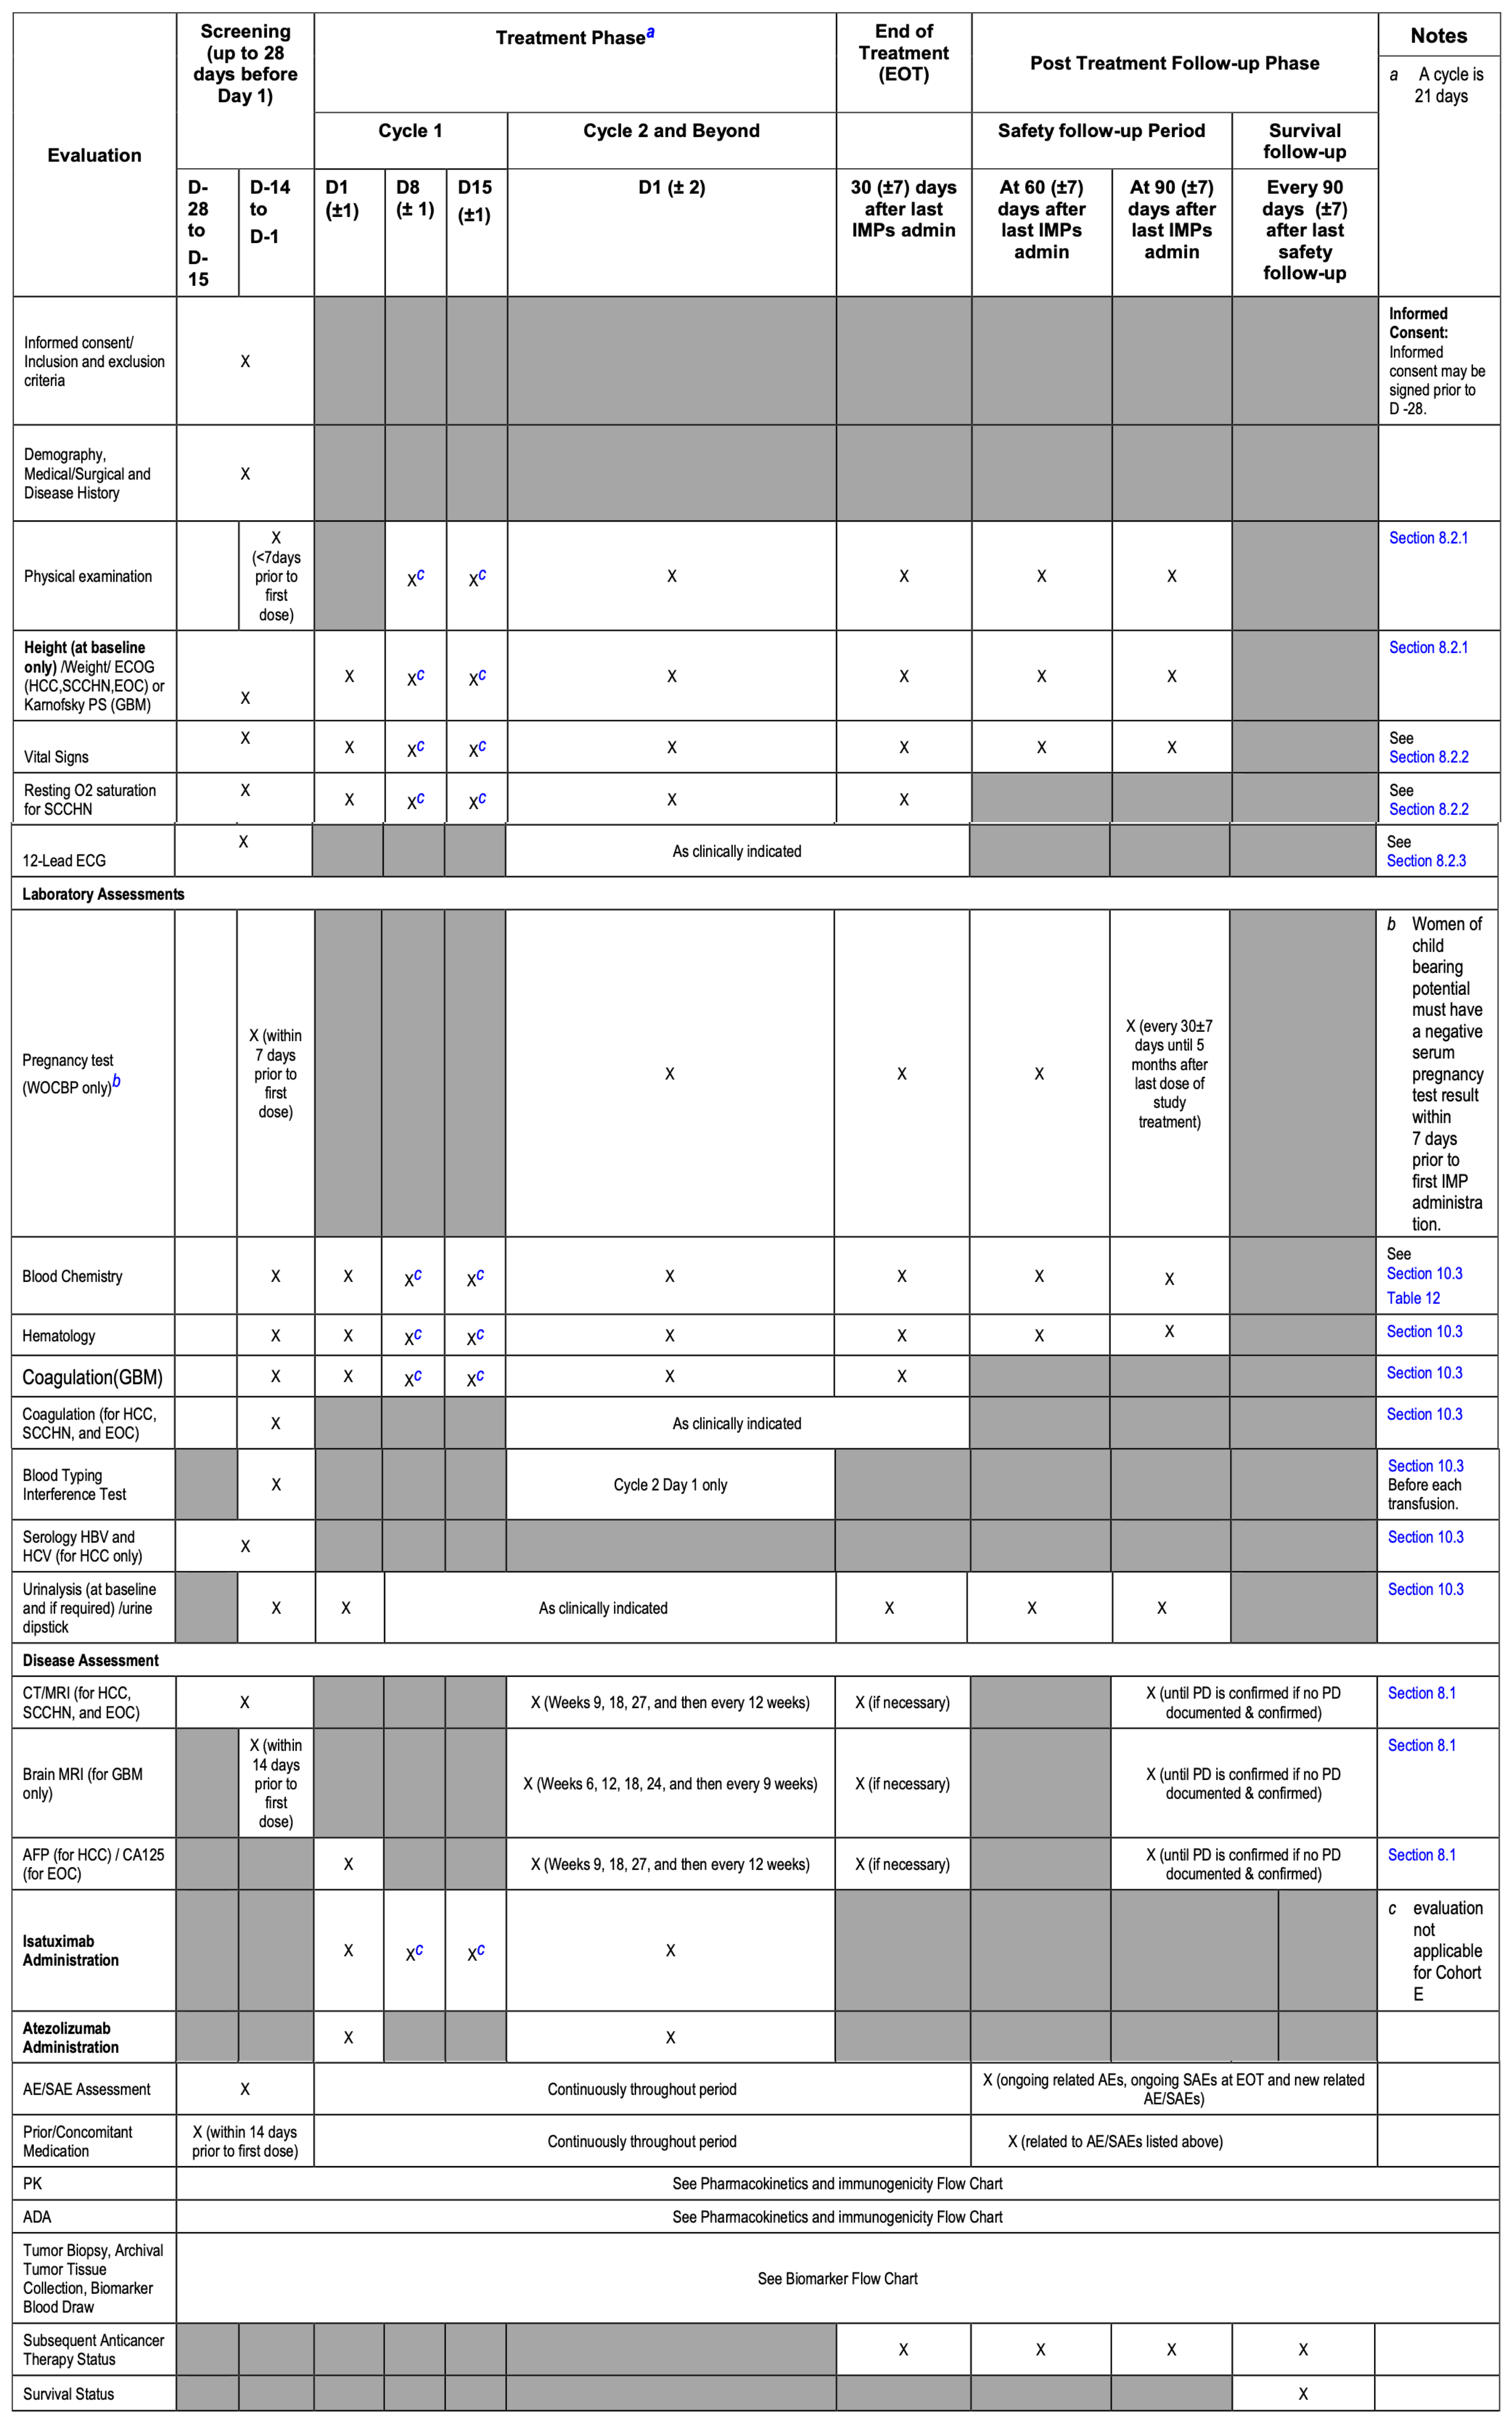 Evaluation
Screening
(up to 28
days before
Day 1)
Treatment Phasea
End of
Treatment
(EOT)
Post Treatment Follow-up Phase
Notes
a A cycle is
21 days
Cycle 1
Cycle 2 and Beyond
Safety follow-up Period
Survival
follow-up
D-
28
to
D-
15
D-14
to
D-1
D1
(±1)
D8
(± 1)
D15
(±1)
D1 (± 2)
30 (±7) days
after last
IMPs admin
At 60 (±7)
days after
last IMPs
admin
At 90 (±7)
days after
last IMPs
admin
Every 90
days (±7)
after last
safety
follow-up
Informed consent/
Inclusion and exclusion
criteria
X
Informed
Consent:
Informed
consent may be
signed prior to
D -28.
Demography,
Medical/Surgical and
Disease History
X
Physical examination
X
(<7days
prior to
first
dose)
Xc
Xc
X
X
X
X
Section 8.2.1
Height (at baseline
only) /Weight/ ECOG
(HCC,SCCHN,EOC) or
Karnofsky PS (GBM)
X
X
Xc
Xc
X
X
X
X
Section 8.2.1
Vital Signs
X
X
Xc
Xc
X
X
X
X
See
Section 8.2.2
Resting O2 saturation
for SCCHN
X
X
Xc
Xc
X
X
See
Section 8.2.2
12-Lead ECG
X
As clinically indicated
See
Section 8.2.3
Laboratory Assessments
Pregnancy test
(WOCBP only)b
X (within
7 days
prior to
first
dose)
X
X
X
X (every 30±7
days until 5
months after
last dose of
study
treatment)
b Women of
child
bearing
potential
must have
a negative
serum
pregnancy
test result
within
7 days
prior to
first IMP
administra
tion.
Blood Chemistry
X
X
Xc
Xc
X
X
X
X
See
Section 10.3
Table 12
Hematology
X
X
Xc
Xc
X
X
X
X
Section 10.3
Coagulation(GBM)
X
X
Xc
Xc
X
X
Section 10.3
Coagulation (for HCC,
SCCHN, and EOC)
X
As clinically indicated
Section 10.3
Blood Typing
Interference Test
X
Cycle 2 Day 1 only
Section 10.3
Before each
transfusion.
Serology HBV and
HCV (for HCC only)
X
Section 10.3
Urinalysis (at baseline
and if required) /urine
dipstick
X
X
As clinically indicated
X
X
X
Section 10.3
Disease Assessment
CT/MRI (for HCC,
SCCHN, and EOC)
X
X (Weeks 9, 18, 27, and then every 12 weeks)
X (if necessary)
X (until PD is confirmed if no PD
documented & confirmed)
Section 8.1
Brain MRI (for GBM
only)
X (within
14 days
prior to
first
dose)
X (Weeks 6, 12, 18, 24, and then every 9 weeks)
X (if necessary)
X (until PD is confirmed if no PD
documented & confirmed)
Section 8.1
AFP (for HCC) / CA125
(for EOC)
X
X (Weeks 9, 18, 27, and then every 12 weeks)
X (if necessary)
X (until PD is confirmed if no PD
documented & confirmed)
Section 8.1
Isatuximab
Administration
X
Xc
Xc
X
c evaluation
not
applicable
for Cohort
E
Atezolizumab
Administration
X
X
AE/SAE Assessment
X
Continuously throughout period
X (ongoing related AEs, ongoing SAEs at EOT and new related
AE/SAEs)
Prior/Concomitant
Medication
X (within 14 days
prior to first dose)
Continuously throughout period
X (related to AE/SAEs listed above)
PK
See Pharmacokinetics and immunogenicity Flow Chart
ADA
See Pharmacokinetics and immunogenicity Flow Chart
Tumor Biopsy, Archival
Tumor Tissue
Collection, Biomarker
Blood Draw
See Biomarker Flow Chart
Subsequent Anticancer
Therapy Status
X
X
X
X
Survival Status
X